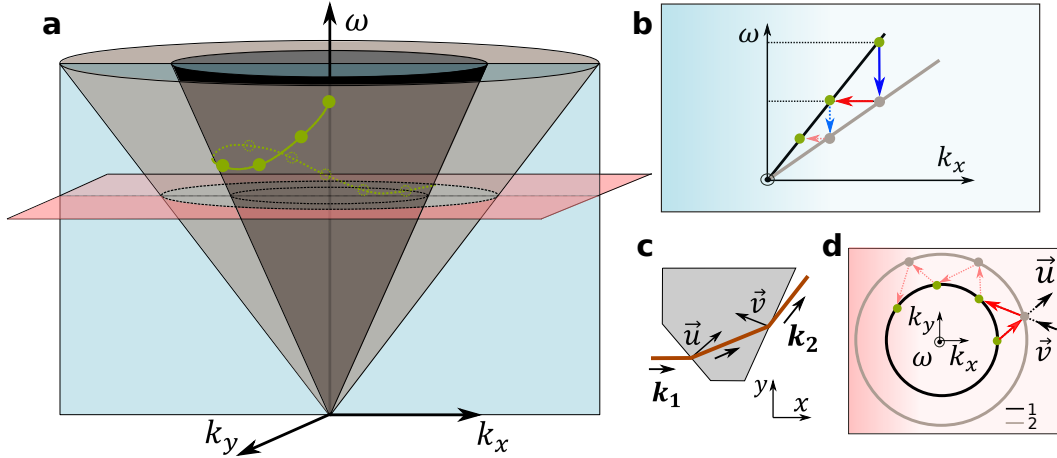 a
ω
k_y
k_x
b
ω
k_x
c
u⃗
v⃗
k₁
k₂
y
x
d
u⃗
v⃗
k_y
ω
k_x
1
2